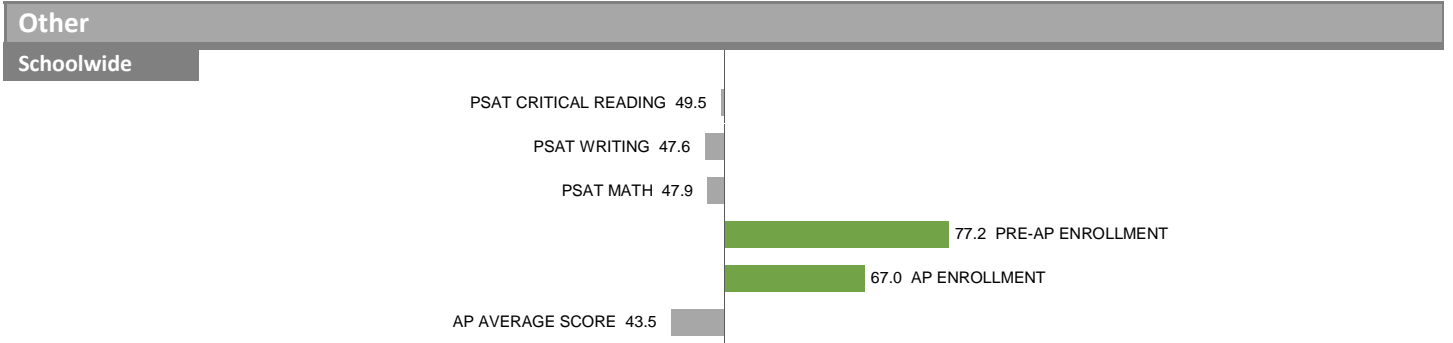 Other
Schoolwide
PSAT CRITICAL READING 49.5
PSAT WRITING 47.6
PSAT MATH 47.9
77.2 PRE-AP ENROLLMENT
67.0 AP ENROLLMENT
AP AVERAGE SCORE 43.5